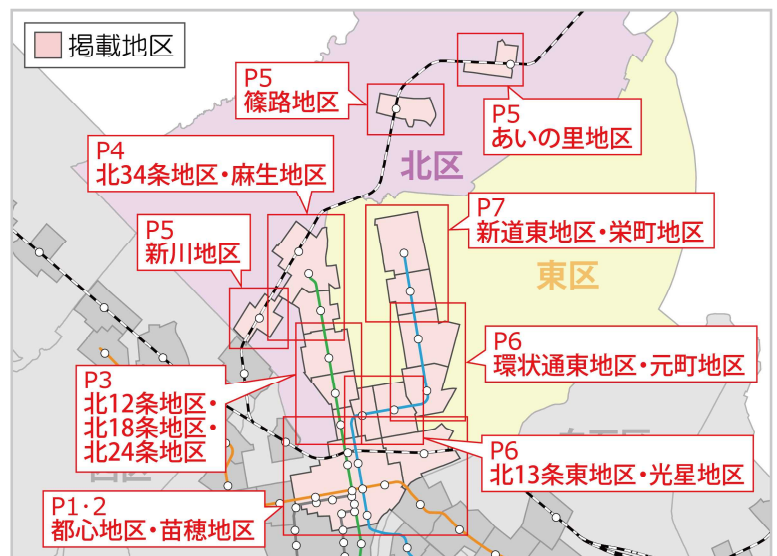 掲載地区
P5
篠路地区
P5
あいの里地区
P4
北34条地区・麻生地区
北区
P7
新道東地区・栄町地区
P5
新川地区
東区
P6
環状通東地区・元町地区
P3
北12条地区・
北18条地区・
北24条地区
P6
北13条東地区・光星地区
P1・2
都心地区・苗穂地区